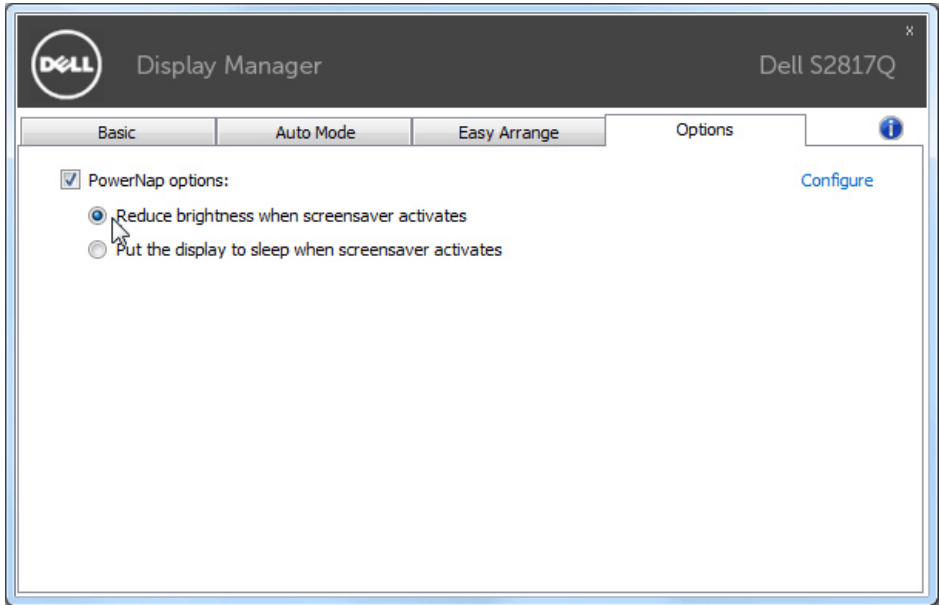 x
DELL
Display Manager
Dell S2817Q
Basic
Auto Mode
Easy Arrange
Options
i
PowerNap options:
Configure
Reduce brightness when screensaver activates
Put the display to sleep when screensaver activates